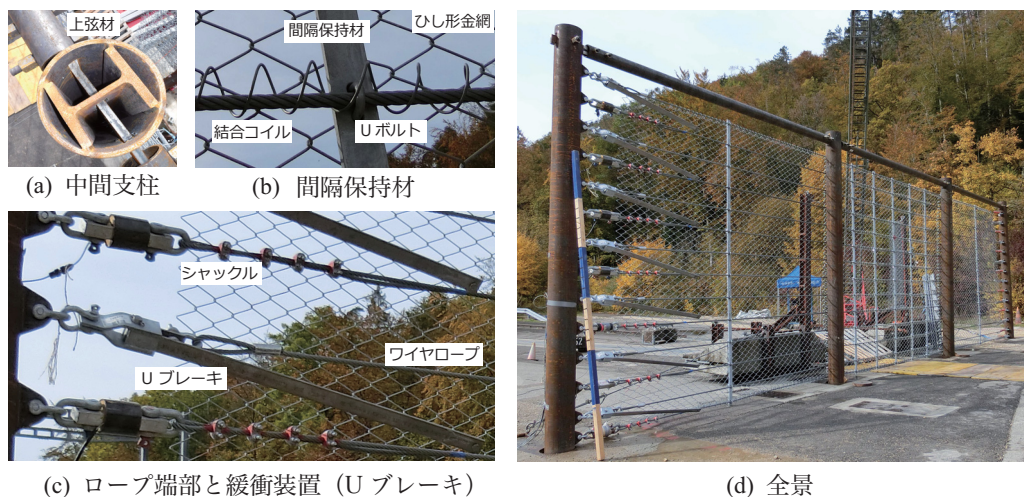 上弦材
(a) 中間支柱
間隔保持材
ひし形金網
結合コイル
Uボルト
(b) 間隔保持材
シャックル
ワイヤロープ
U ブレーキ
(c) ロープ端部と緩衝装置（U ブレーキ）
(d) 全景